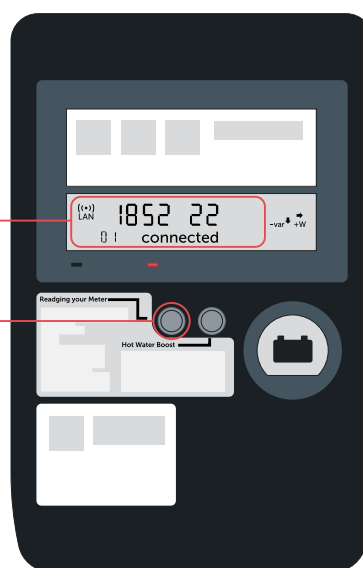 ((•))
LAN
1852 22
-var +W
01 connected
Readging your Meter
Hot Water Boost